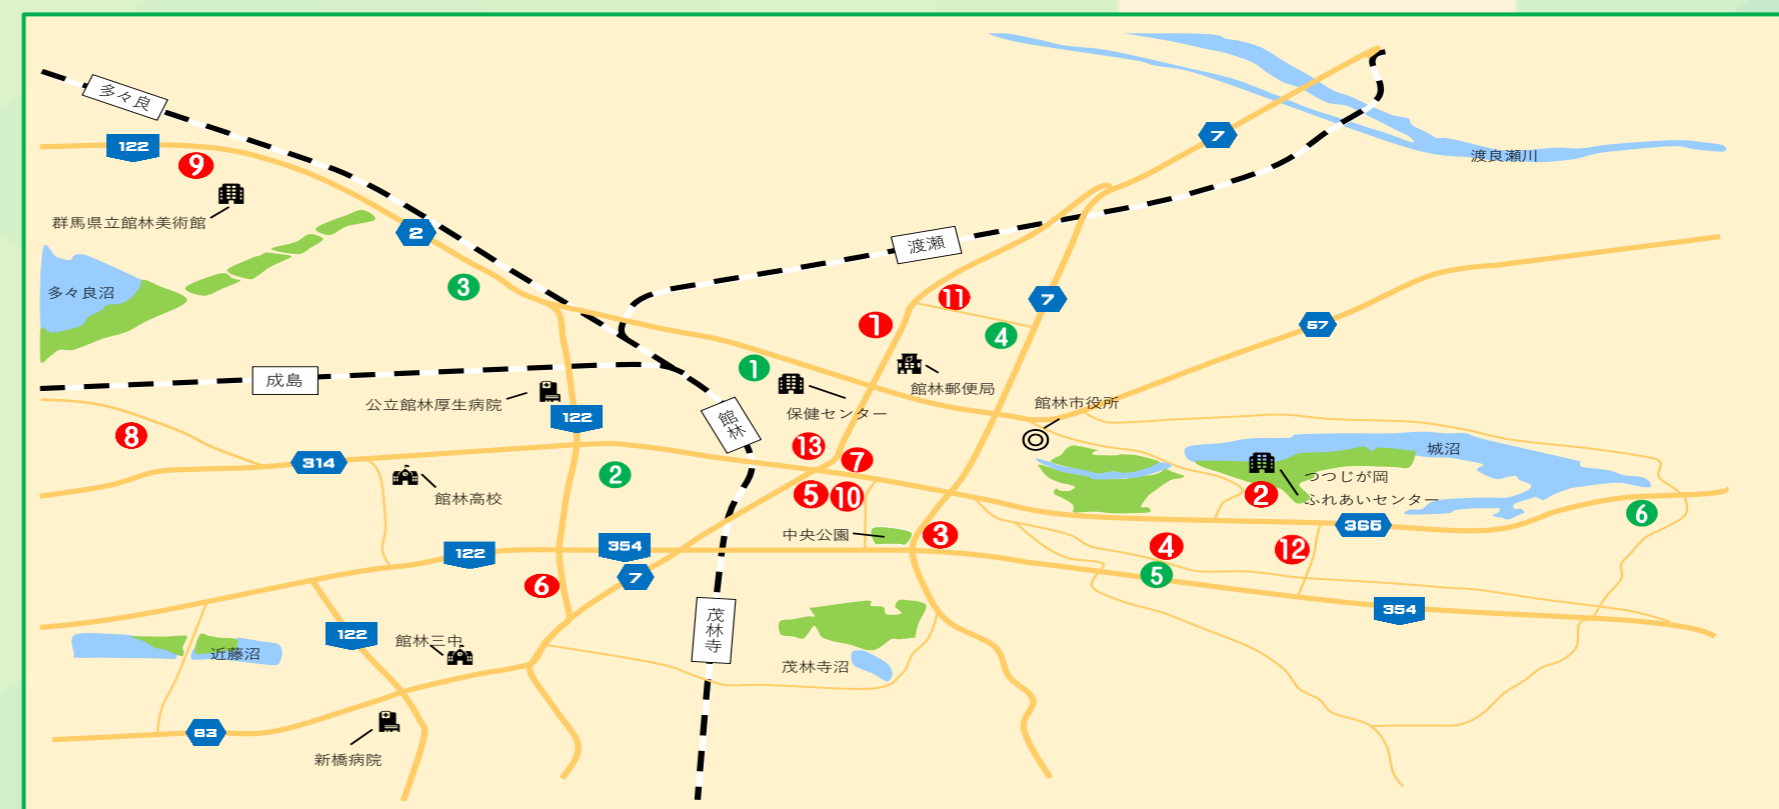 多々良
122
9
群馬県立館林美術館
2
多々良沼
3
7
渡良瀬川
渡瀬
7
11
1
4
57
成島
1
公立館林厚生病院
館林郵便局
保健センター
館林市役所
122
館林
8
13
7
314
2
館林高校
5
10
城沼
つつじが岡
ふれあいセンター
2
6
365
中央公園
3
4
12
5
122
354
7
6
354
茂林寺
122
館林三中
近藤沼
茂林寺沼
83
新橋病院